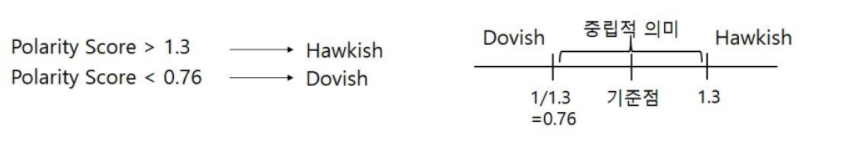 Polarity Score > 1.3 → Hawkish
Polarity Score < 0.76 → Dovish
Dovish 중립적 의미 Hawkish
1/1.3 기준점 1.3
=0.76